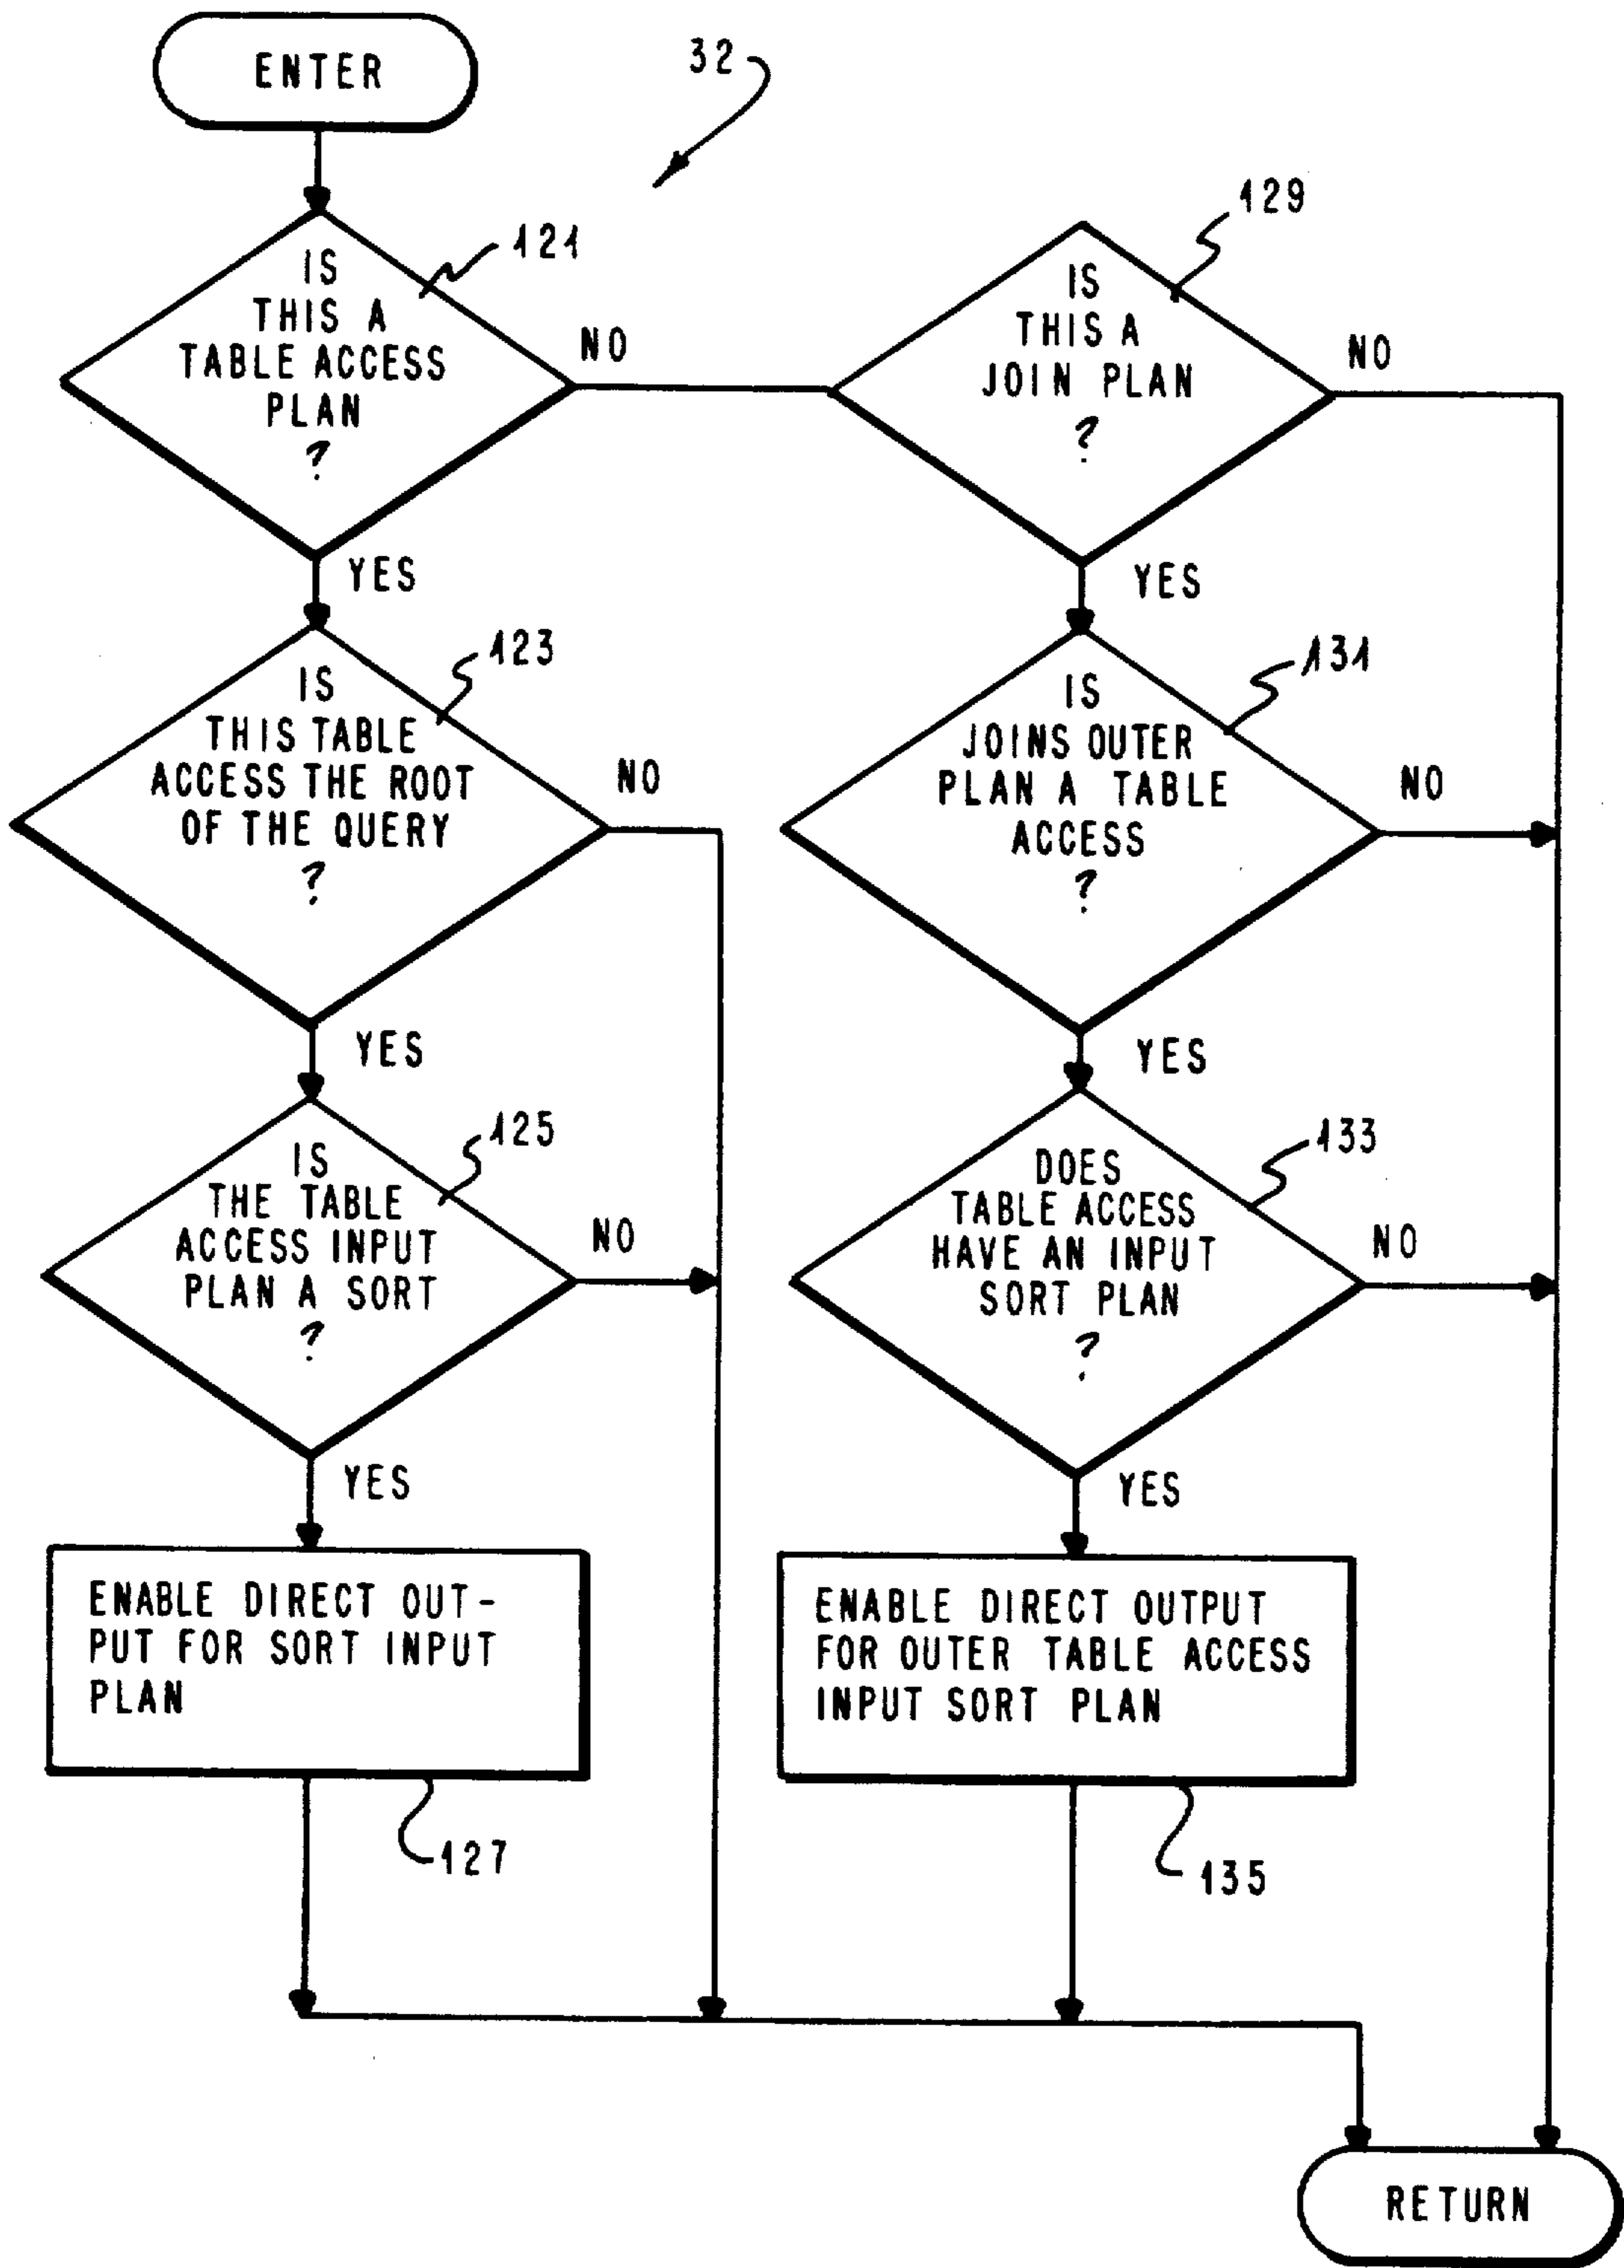 ENTER
32
121
IS
THIS A
TABLE ACCESS
PLAN
?
NO
YES
129
IS
THIS A
JOIN PLAN
?
NO
YES
123
IS
THIS TABLE
ACCESS THE ROOT
OF THE QUERY
?
NO
YES
131
IS
JOINS OUTER
PLAN A TABLE
ACCESS
?
NO
YES
125
IS
THE TABLE
ACCESS INPUT
PLAN A SORT
?
NO
YES
133
DOES
TABLE ACCESS
HAVE AN INPUT
SORT PLAN
?
NO
YES
ENABLE DIRECT OUT-
PUT FOR SORT INPUT
PLAN
127
ENABLE DIRECT OUTPUT
FOR OUTER TABLE ACCESS
INPUT SORT PLAN
135
RETURN